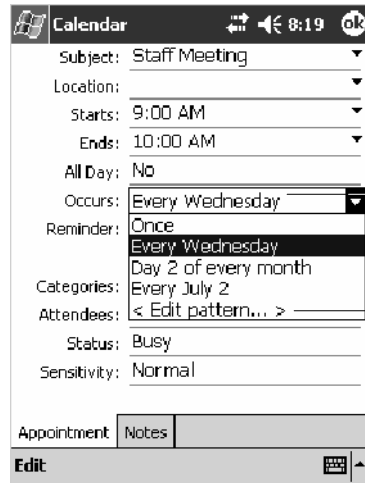 Calendar 8:19 ok
Subject: Staff Meeting
Location:
Starts: 9:00 AM
Ends: 10:00 AM
All Day: No
Occurs: Every Wednesday
Reminder: Once
Every Wednesday
Day 2 of every month
Categories: Every July 2
Attendees: < Edit pattern... >
Status: Busy
Sensitivity: Normal
Appointment Notes
Edit